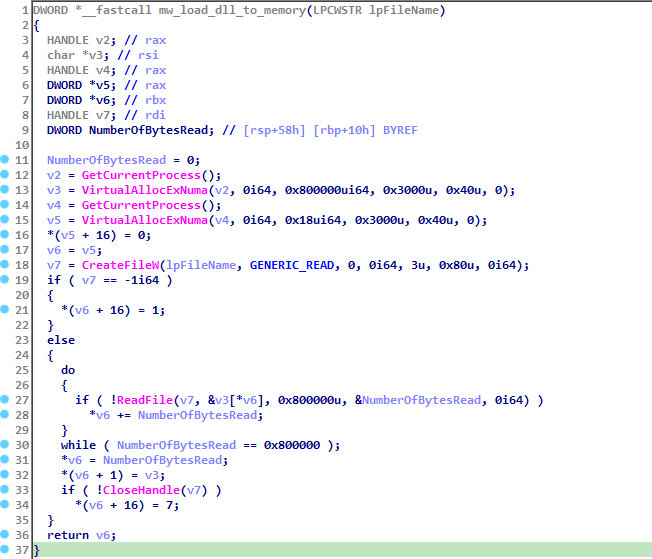 1 DWORD *__fastcall mw_load_dll_to_memory(LPCWSTR lpFileName)
2 {
3   HANDLE v2; // rax
4   char *v3; // rsi
5   HANDLE v4; // rax
6   DWORD *v5; // rax
7   DWORD *v6; // rbx
8   HANDLE v7; // rdi
9   DWORD NumberOfBytesRead; // [rsp+58h] [rbp+10h] BYREF
10
11   NumberOfBytesRead = 0;
12   v2 = GetCurrentProcess();
13   v3 = VirtualAllocExNuma(v2, 0i64, 0x800000ui64, 0x3000u, 0x40u, 0);
14   v4 = GetCurrentProcess();
15   v5 = VirtualAllocExNuma(v4, 0i64, 0x18ui64, 0x3000u, 0x40u, 0);
16   *(v5 + 16) = 0;
17   v6 = v5;
18   v7 = CreateFileW(lpFileName, GENERIC_READ, 0, 0i64, 3u, 0x80u, 0i64);
19   if ( v7 == -1i64 )
20   {
21     *(v6 + 16) = 1;
22   }
23   else
24   {
25     do
26     {
27       if ( !ReadFile(v7, &v3[*v6], 0x800000u, &NumberOfBytesRead, 0i64) )
28         *v6 += NumberOfBytesRead;
29     }
30     while ( NumberOfBytesRead == 0x800000 );
31     *v6 = NumberOfBytesRead;
32     *(v6 + 1) = v3;
33     if ( !CloseHandle(v7) )
34       *(v6 + 16) = 7;
35   }
36   return v6;
37 }